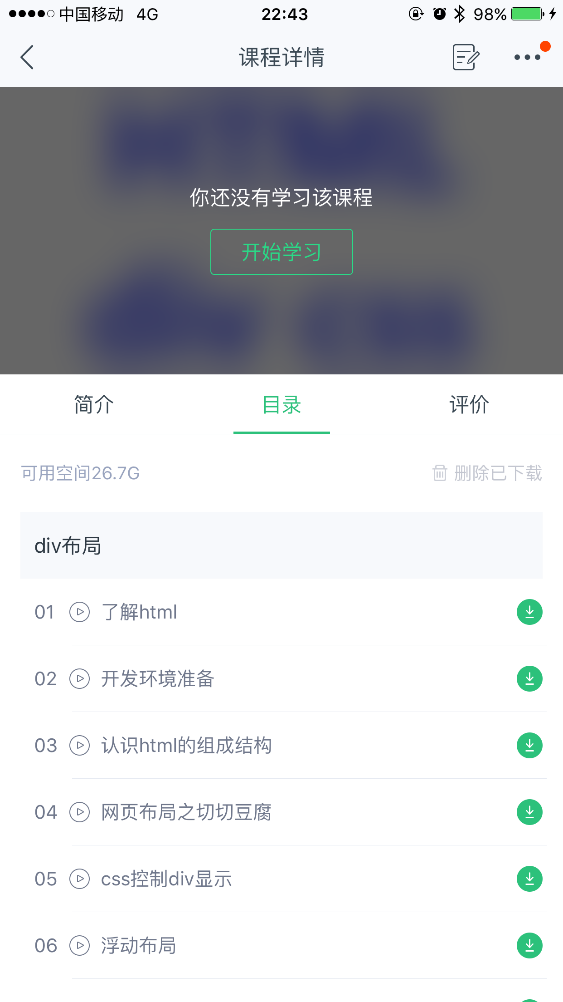 中国移动 4G 22:43 98%
课程详情
你还没有学习该课程
开始学习
简介 目录 评价
可用空间26.7G 删除已下载
div布局
01 了解html
02 开发环境准备
03 认识html的组成结构
04 网页布局之切切豆腐
05 css控制div显示
06 浮动布局